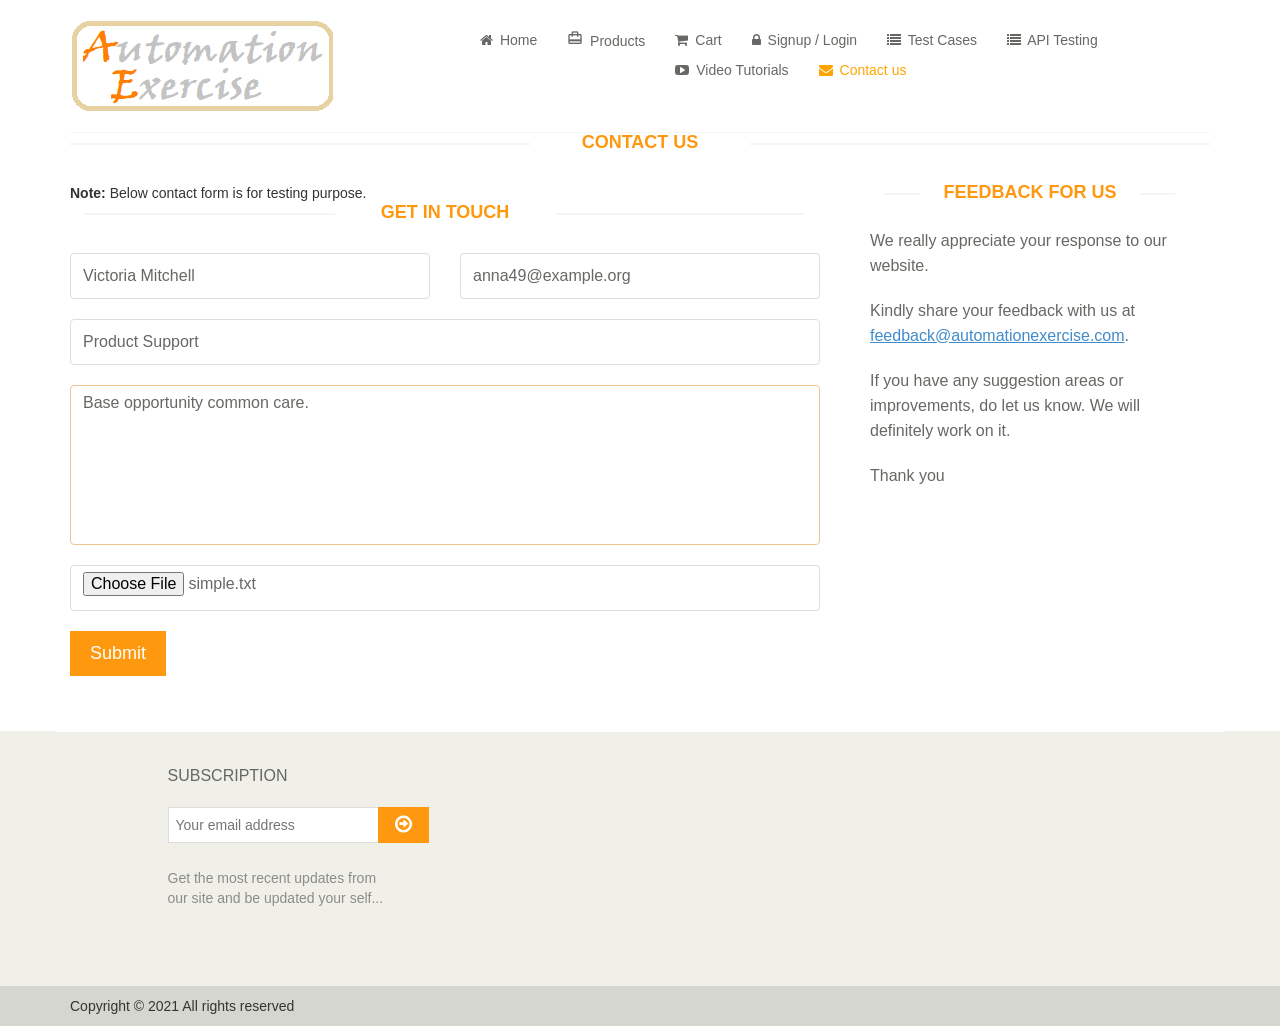 Automation
Exercise
Home
Products
Cart
Signup / Login
Test Cases
API Testing
Video Tutorials
Contact us
CONTACT US
Note: Below contact form is for testing purpose.
GET IN TOUCH
Victoria Mitchell
anna49@example.org
Product Support
Base opportunity common care.
Choose File simple.txt
Submit
FEEDBACK FOR US
We really appreciate your response to our
website.
Kindly share your feedback with us at
feedback@automationexercise.com.
If you have any suggestion areas or
improvements, do let us know. We will
definitely work on it.
Thank you
SUBSCRIPTION
Your email address
Get the most recent updates from
our site and be updated your self...
Copyright © 2021 All rights reserved